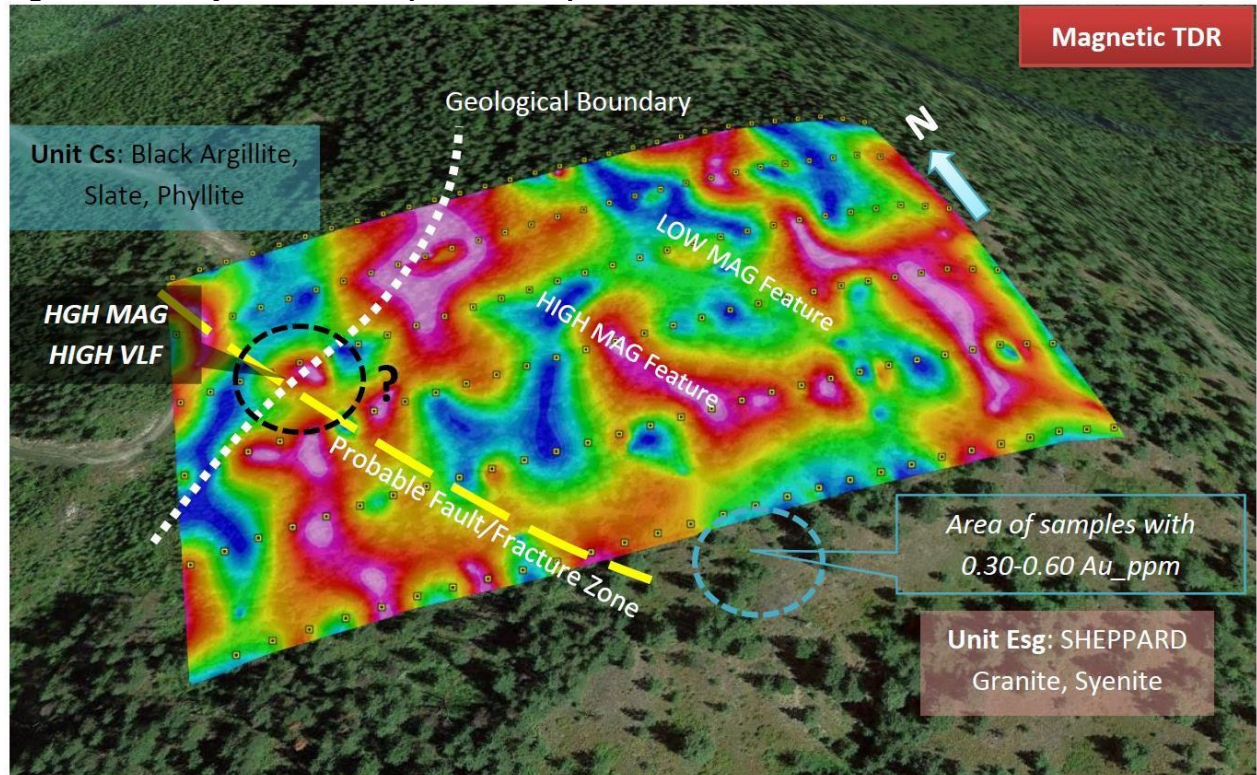 Magnetic TDR
Geological Boundary
N
Unit Cs: Black Argillite,
Slate, Phyllite
LOW MAG Feature
HIGH MAG Feature
HGH MAG
HIGH VLF
?
Probable Fault/Fracture Zone
Area of samples with
0.30-0.60 Au_ppm
Unit Esg: SHEPPARD
Granite, Syenite